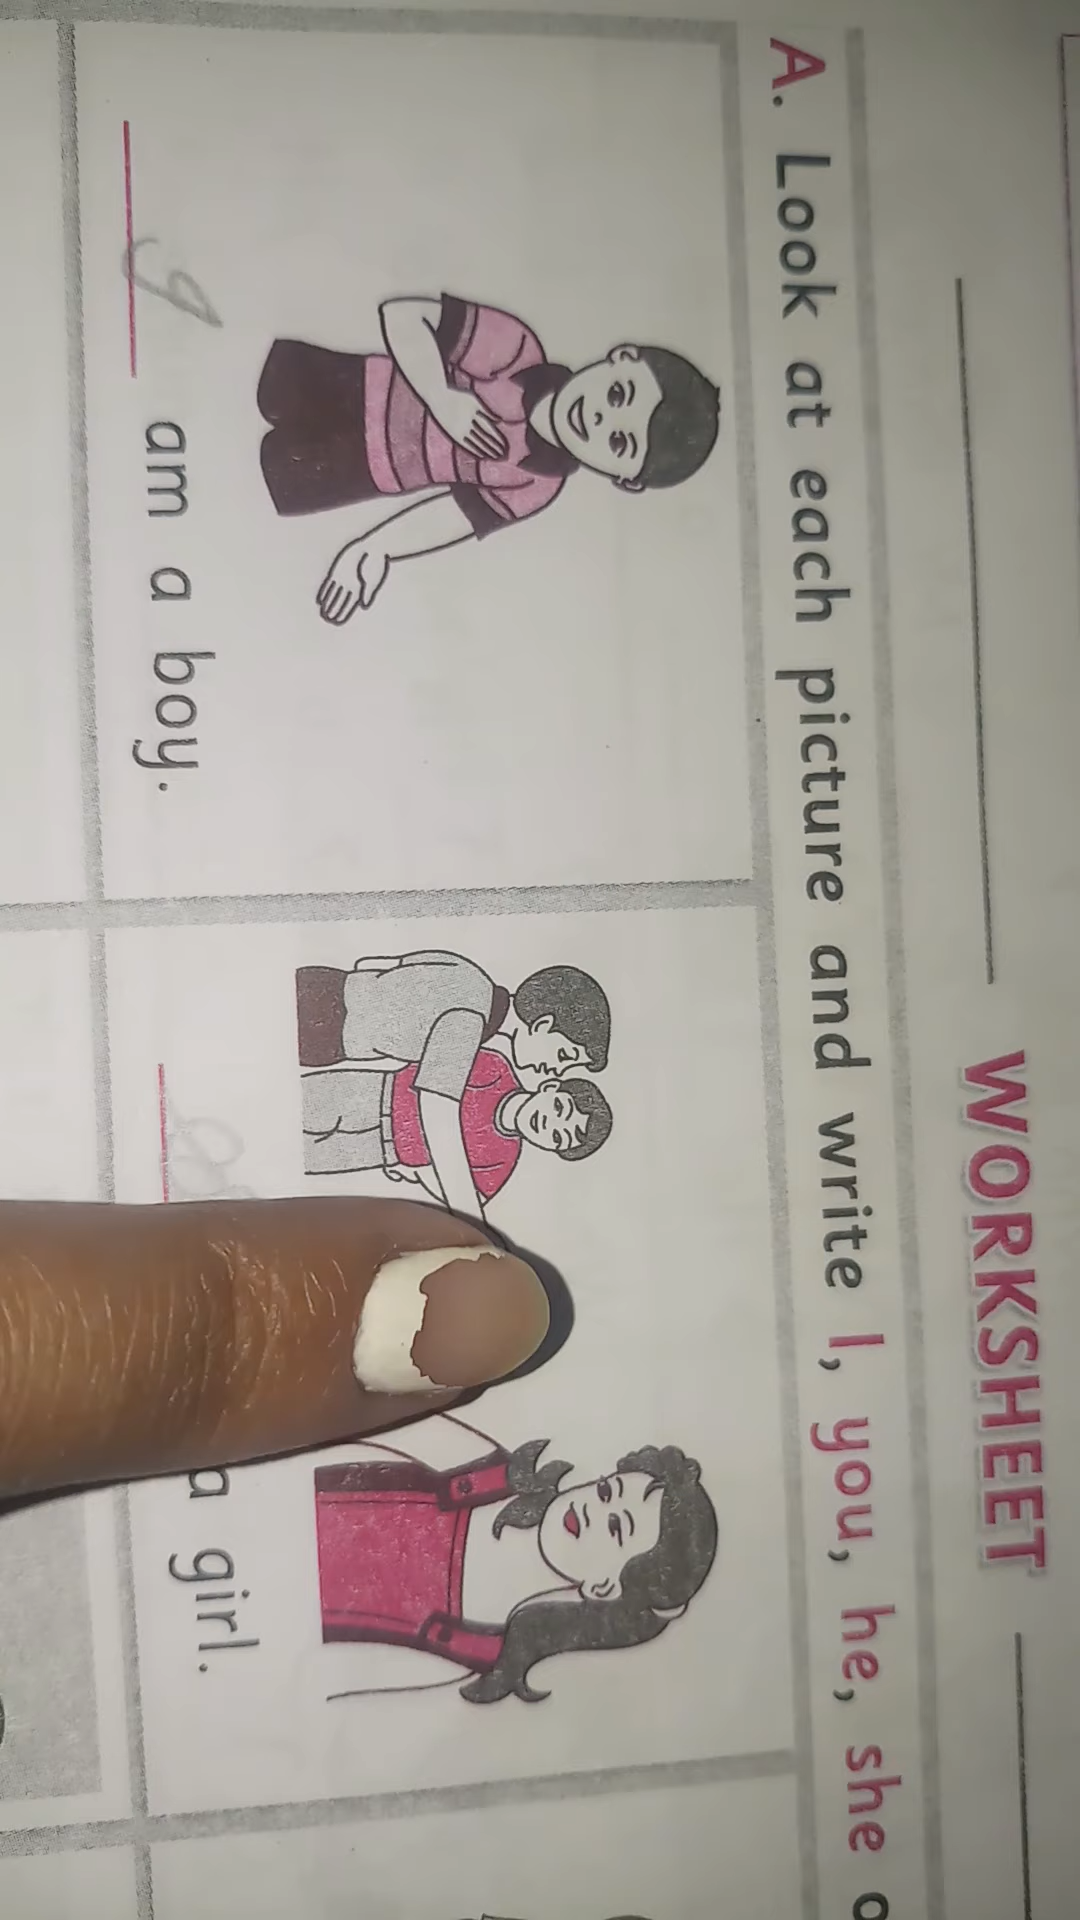 WORKSHEET
A. Look at each picture and write I, you, he, she
am a boy.
a girl.